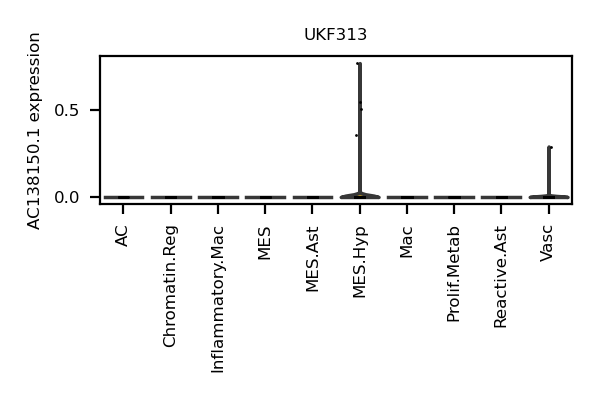 UKF313
AC138150.1 expression
0.5
0.0
AC
Chromatin.Reg
Inflammatory.Mac
MES
MES.Ast
MES.Hyp
Mac
Prolif.Metab
Reactive.Ast
Vasc